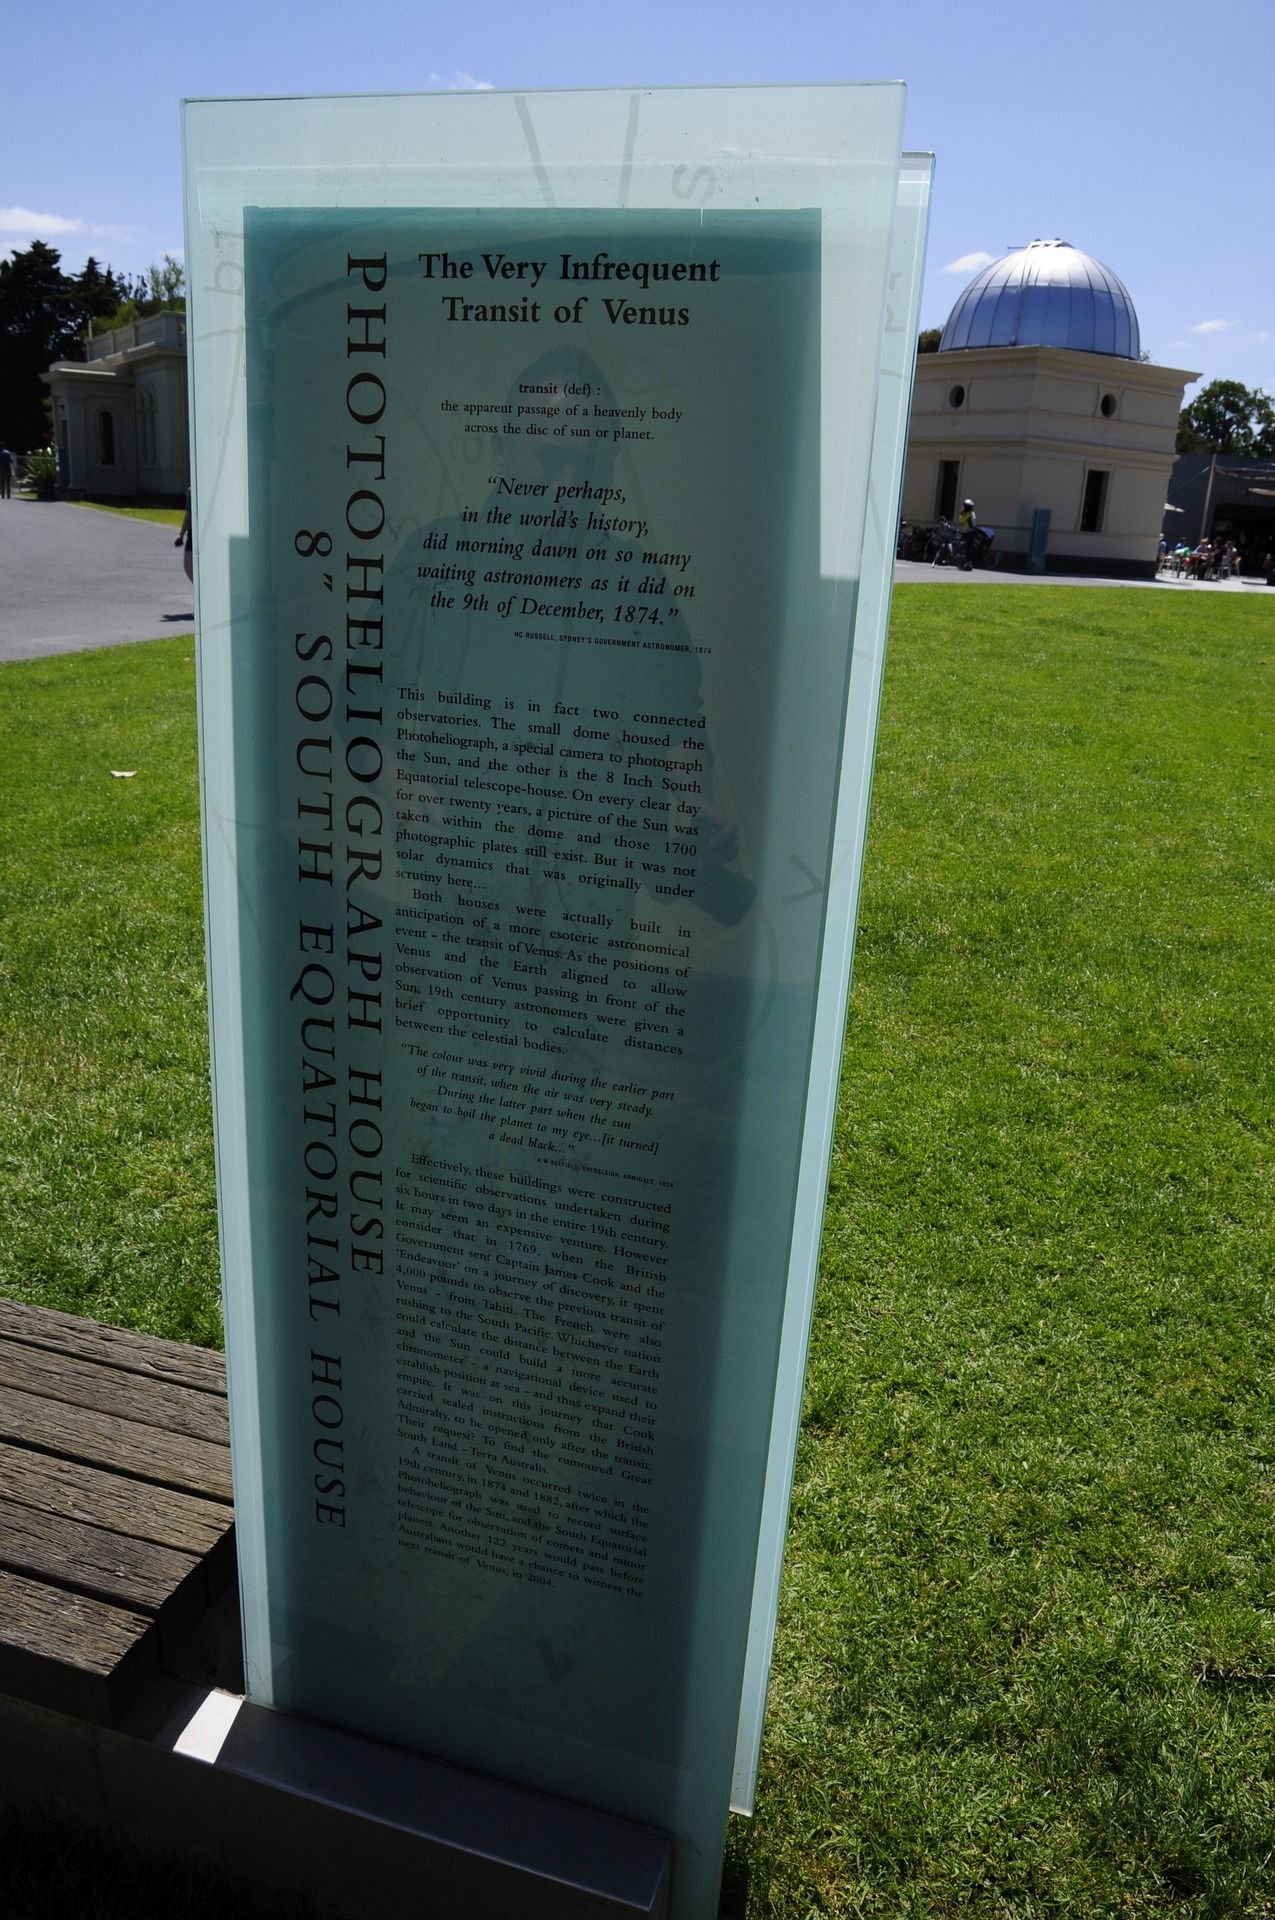 The Very Infrequent
Transit of Venus
PHOTOHELIOGRAPH HOUSE
8" SOUTH EQUATORIAL HOUSE
transit (def) :
the apparent passage of a heavenly body
across the disc of sun or planet.
“Never perhaps,
in the world's history,
did morning dawn on so many
waiting astronomers as it did on
the 9th of December, 1874.”
HC RUSSELL, SYDNEY'S GOVERNMENT ASTRONOMER, 1874
This building is in fact two connected
observatories. The small dome housed the
Photoheliograph, a special camera to photograph
the Sun, and the other is the 8 Inch South
Equatorial telescope-house. On every clear day
for over twenty years, a picture of the Sun was
taken within the dome and those 1700
photographic plates still exist. But it was not
solar dynamics that was originally under
scrutiny here...
Both houses were actually built in
anticipation of a more esoteric astronomical
event - the transit of Venus. As the positions of
Venus and the Earth aligned to allow
observation of Venus passing in front of the
Sun, 19th century astronomers were given a
brief opportunity to calculate distances
between the celestial bodies.
“The colour was very vivid during the earlier part
of the transit, when the air was very steady.
During the latter part when the sun
began to boil the planet to my eye...[it turned]
a dead black...”
A W BELFIELD, EVERSLEIGH, ARMIDALE, 1874
Effectively, these buildings were constructed
for scientific observations undertaken during
six hours in two days in the entire 19th century.
It may seem an expensive venture. However
consider that in 1769, when the British
Government sent Captain James Cook and the
'Endeavour' on a journey of discovery, it spent
4,000 pounds to observe the previous transit of
Venus - from Tahiti. The French were also
rushing to the South Pacific. Whichever nation
could calculate the distance between the Earth
and the Sun could build a more accurate
chronometer - a navigational device used to
establish position at sea - and thus expand their
empire. It was on this journey that Cook
carried sealed instructions from the British
Admiralty, to be opened only after the transit.
Their request? To find the rumoured Great
South Land - Terra Australis.
A transit of Venus occurred twice in the
19th century, in 1874 and 1882, after which the
Photoheliograph was used to record surface
behaviour of the Sun, and the South Equatorial
telescope for observation of comets and minor
planets. Another 122 years would pass before
Australians would have a chance to witness the
next transit of Venus, in 2004.